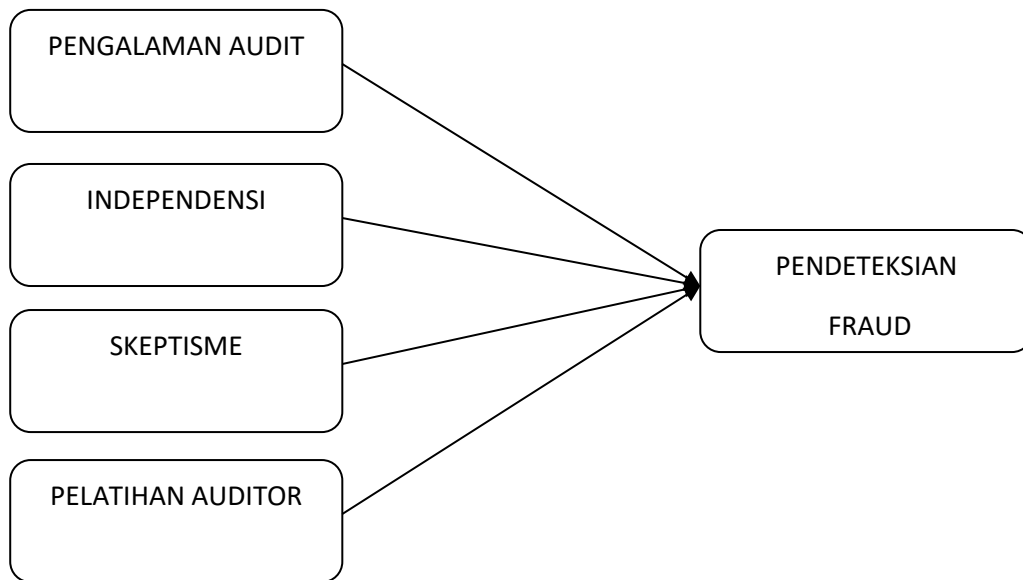 PENGALAMAN AUDIT
INDEPENDENSI
SKEPTISME
PELATIHAN AUDITOR
PENDETEKSIAN
FRAUD